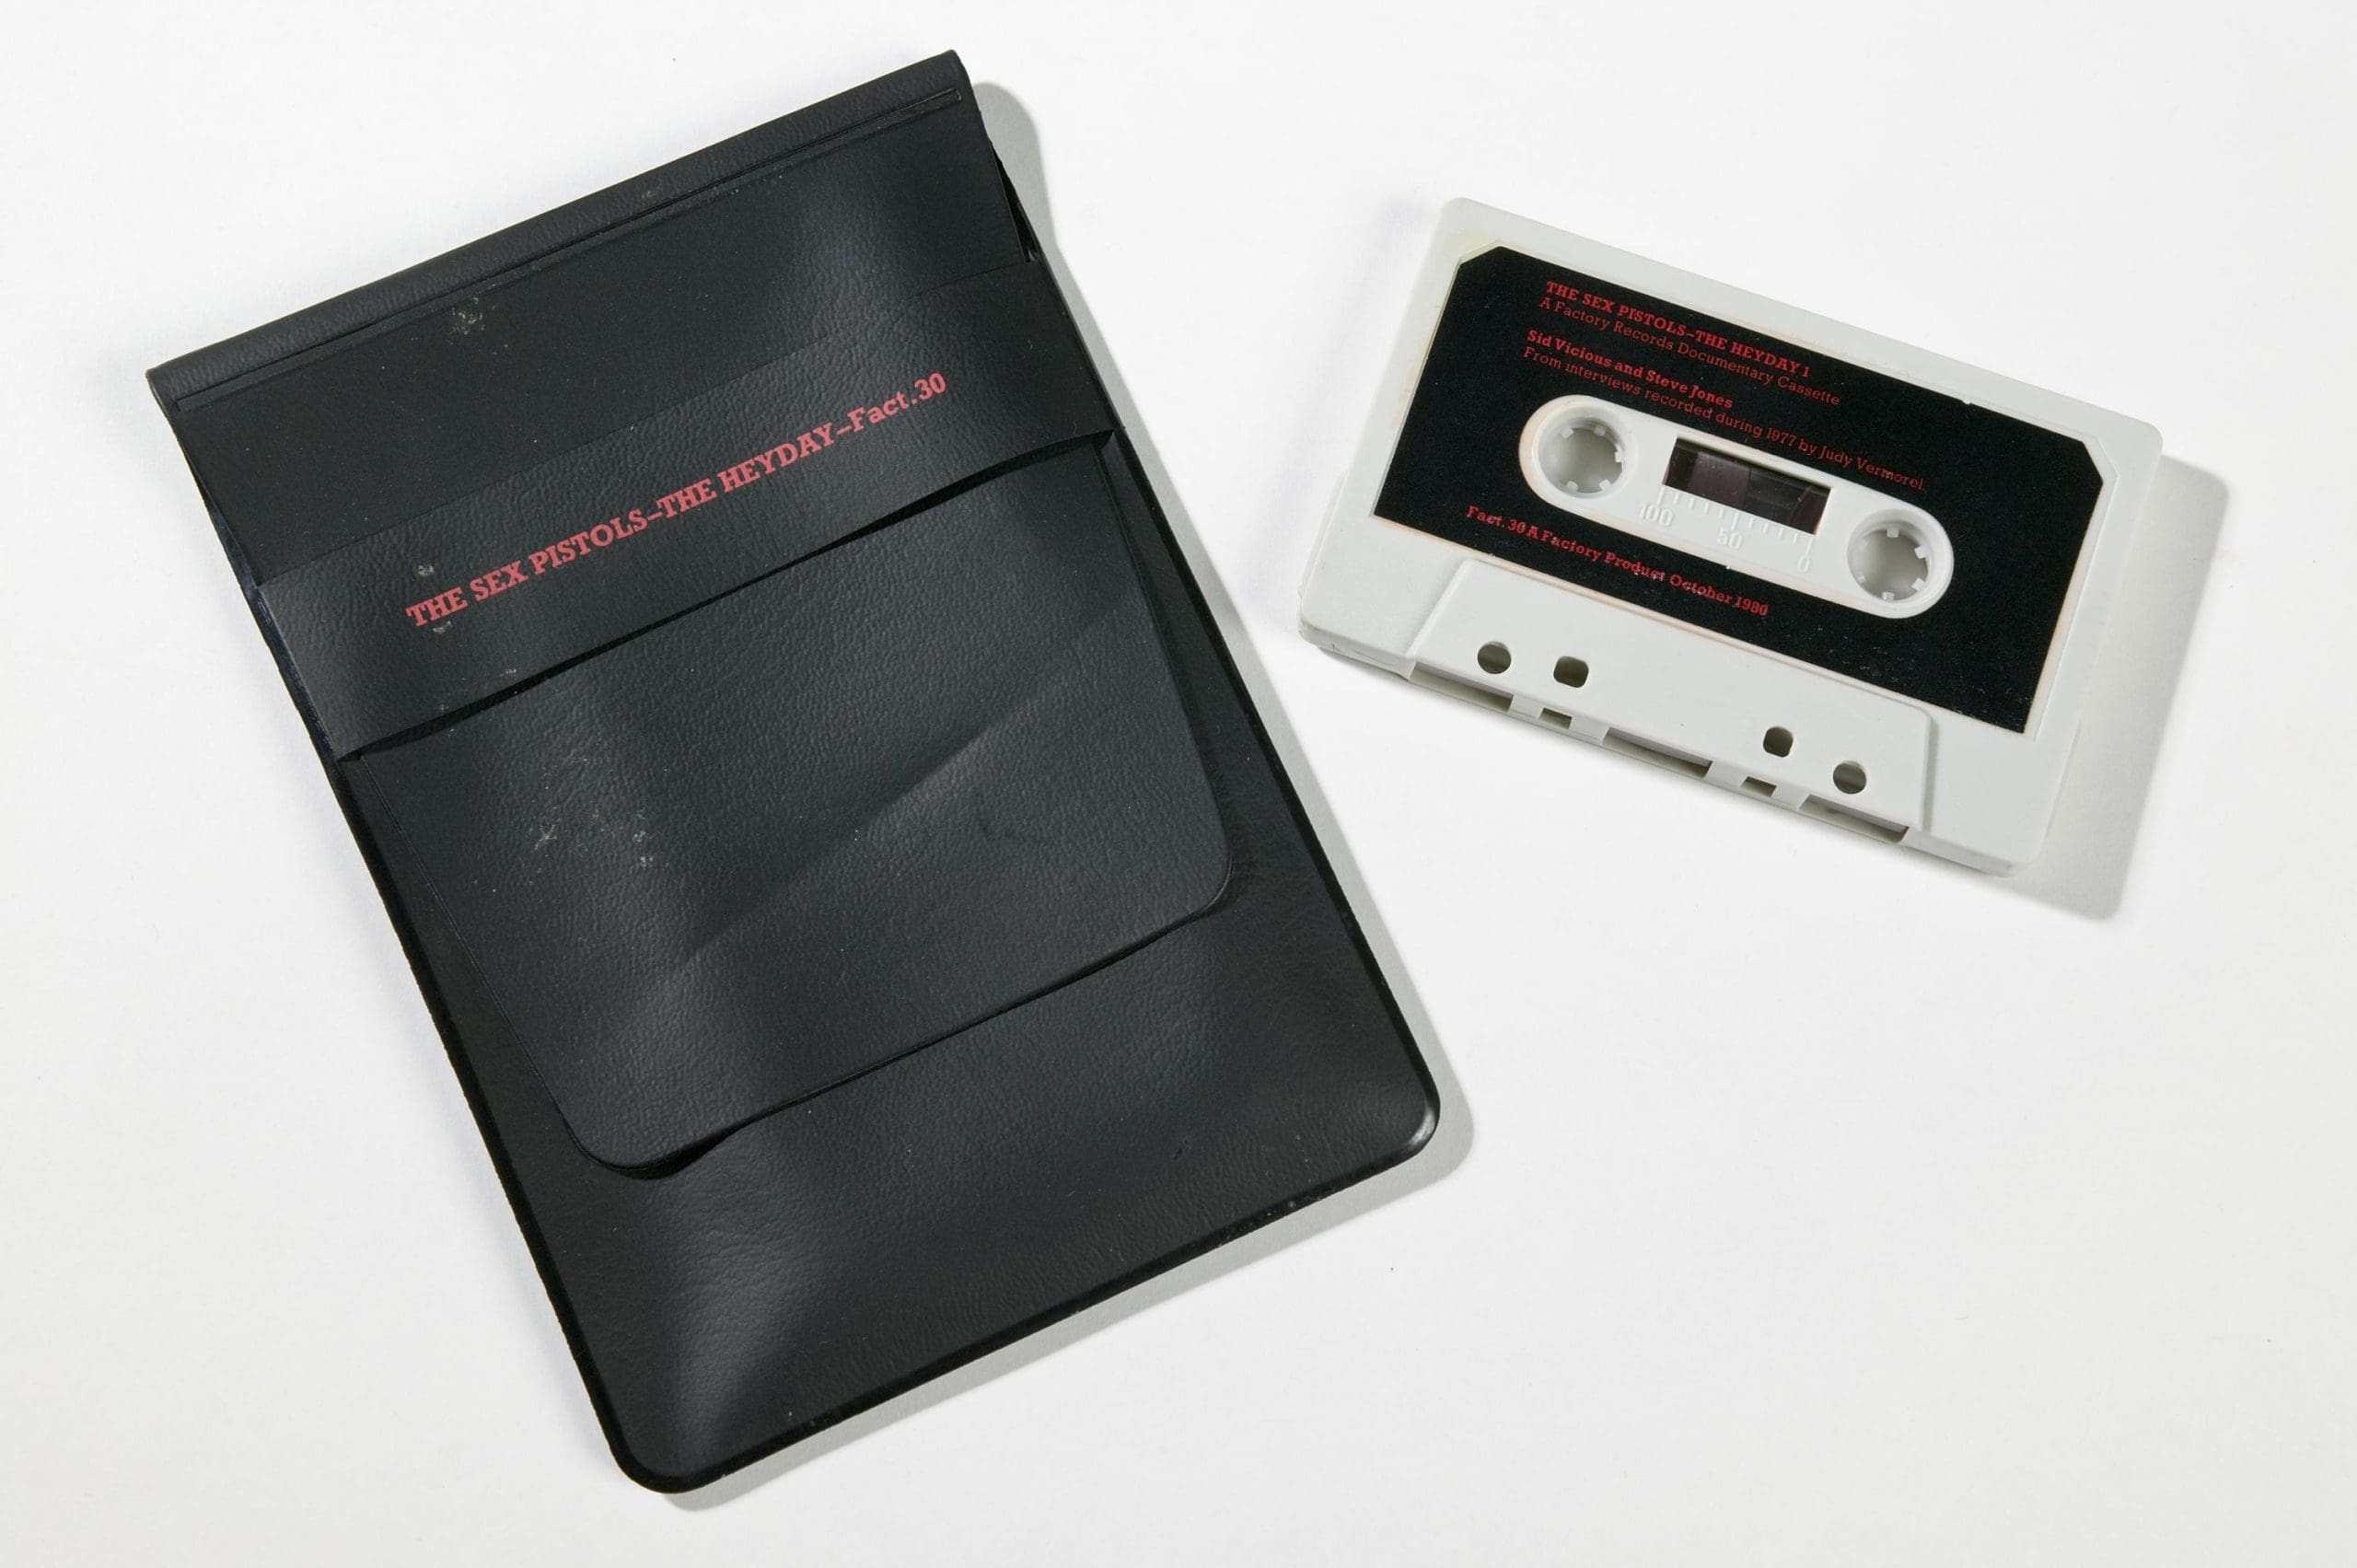 THE SEX PISTOLS–THE HEYDAY–Fact.30
THE SEX PISTOLS–THE HEYDAY 1
A Factory Records Documentary Cassette
Sid Vicious and Steve Jones
From interviews recorded during 1977 by Judy Vermorel.
100
50
0
Fact.30 A Factory Product October 1980